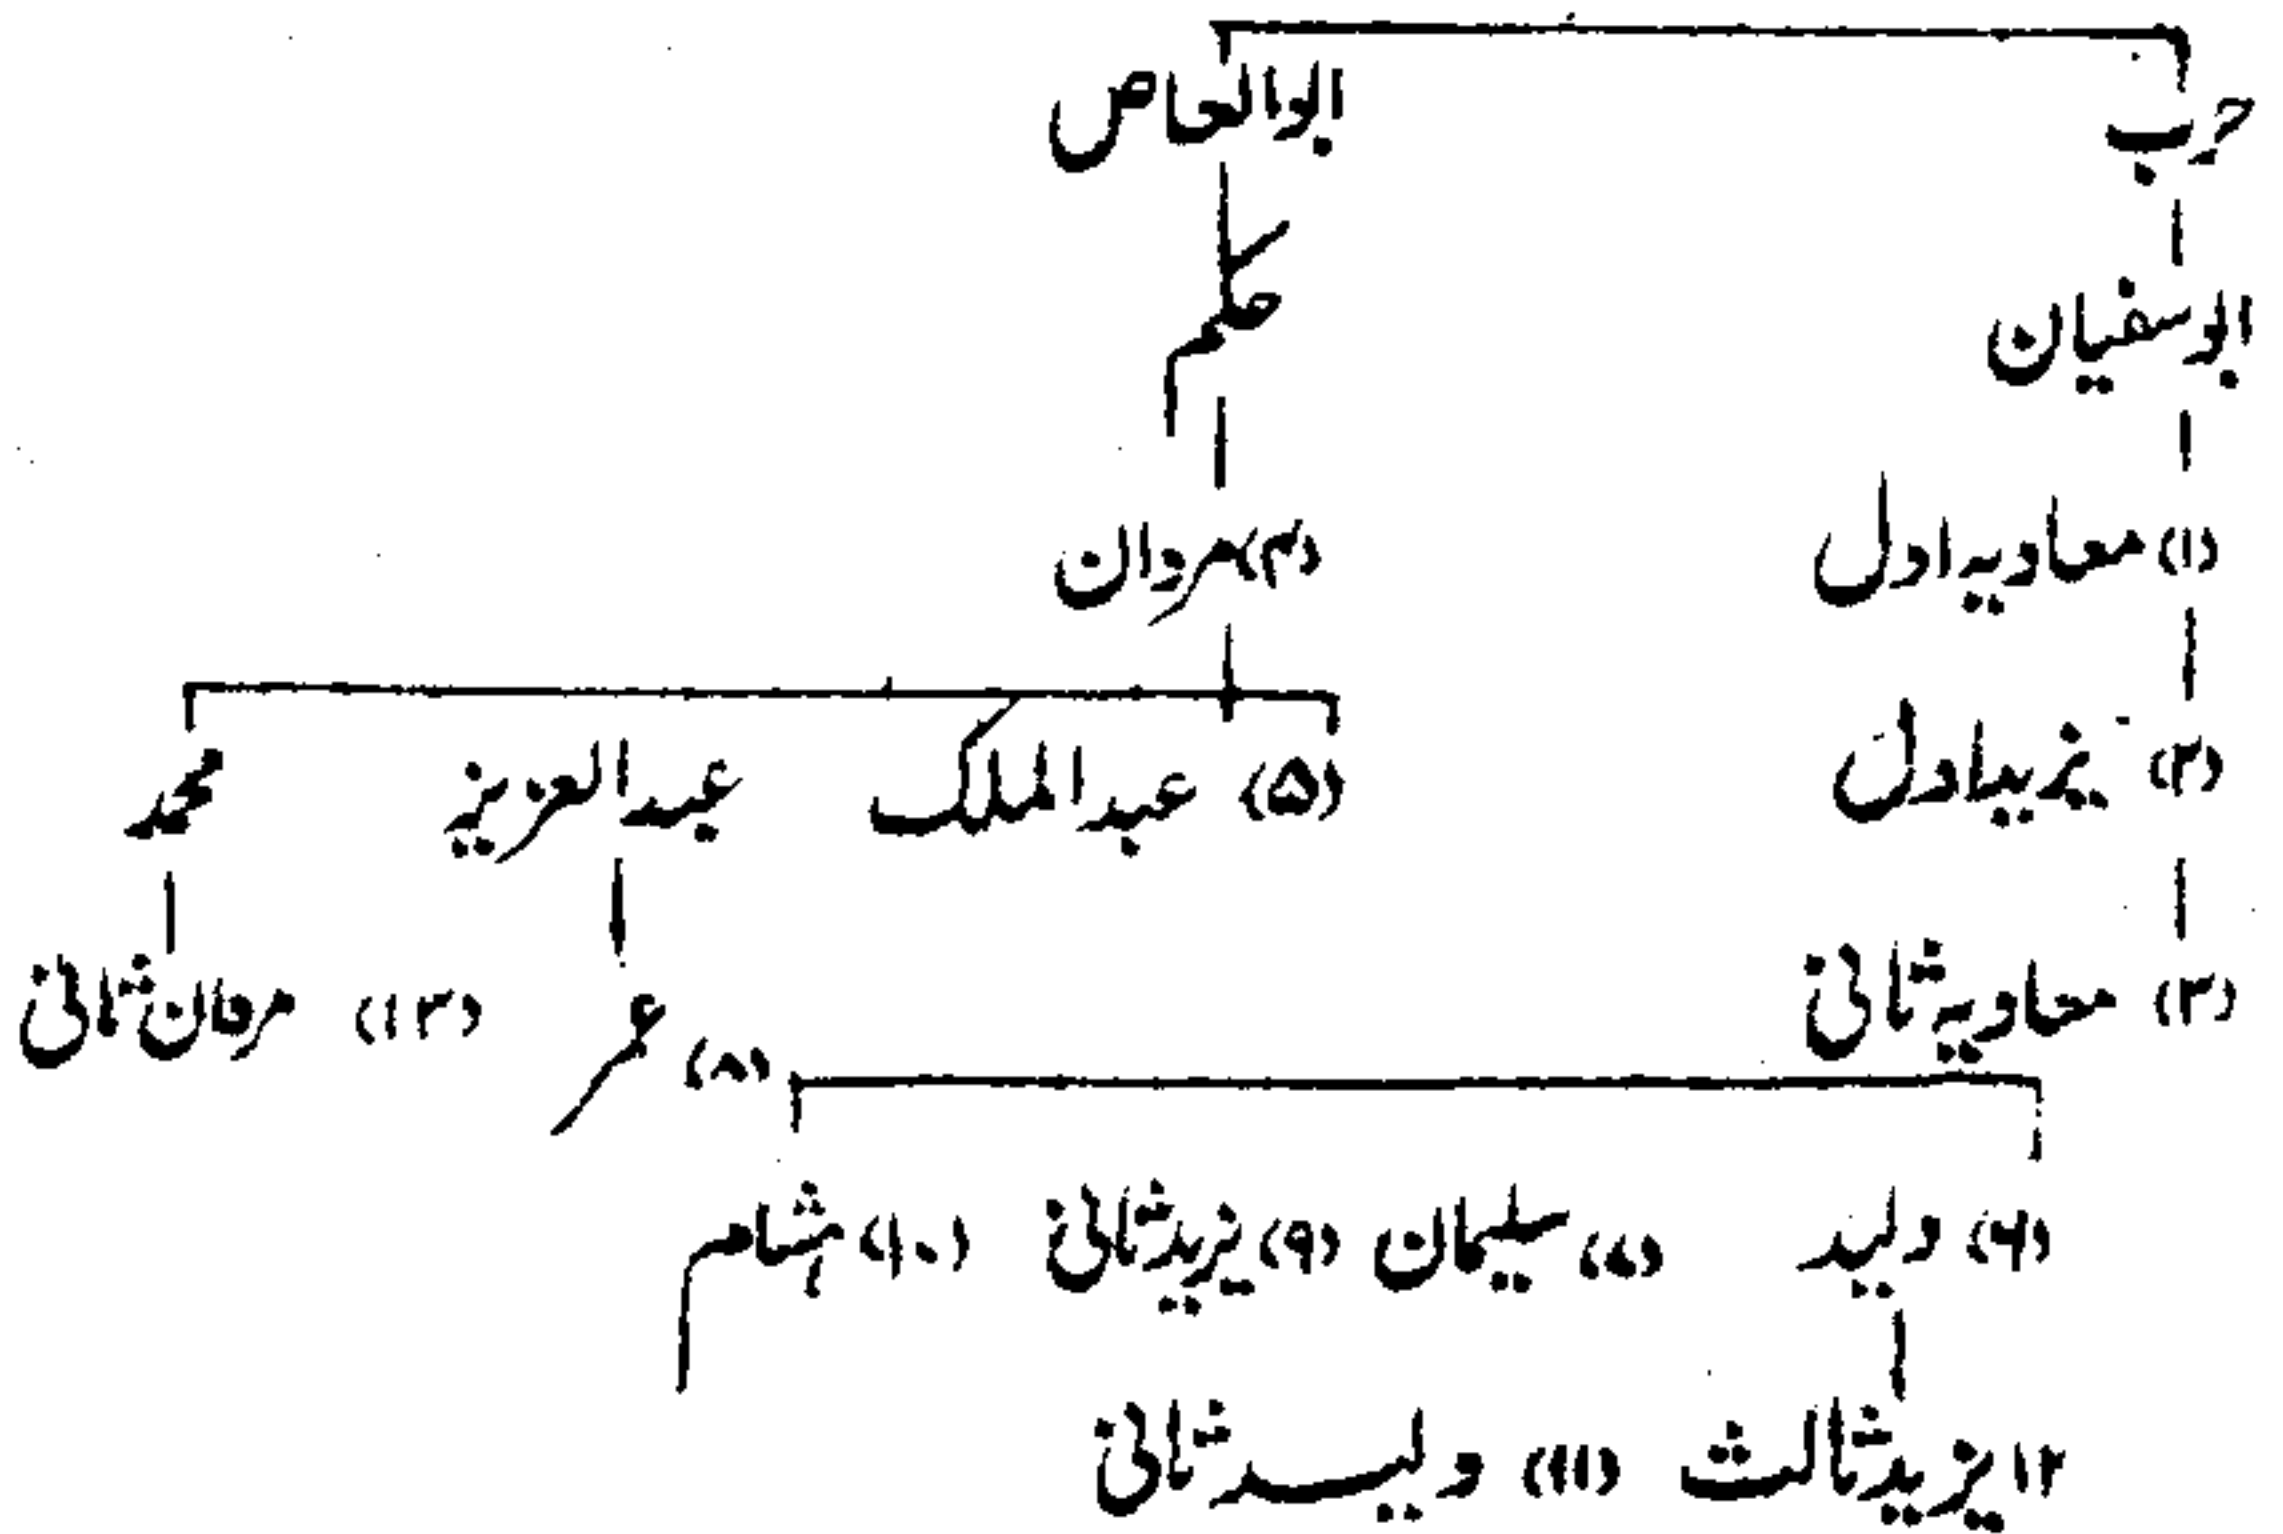 حرب ابوالعاص
ابوسفیان حکم
(۱) معاویہ اول (۴) مروان
(۲) یزید اول (۵) عبدالملک عبدالعزیز محمد
(۳) معاویہ ثانی (۸) عمر (۱۳) مروان ثانی
(۶) ولید (۷) سلیمان (۹) یزید ثانی (۱۰) ہشام
۱۲ یزید ثالث (۱۱) ولید ثانی